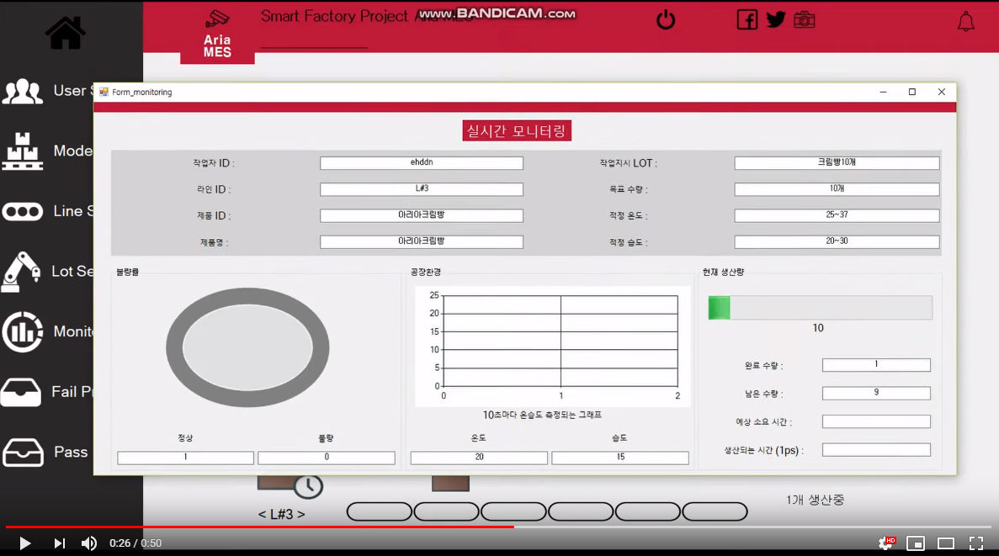 Smart Factory Project Aria MES
www.BANDICAM.com
Aria
MES
User S
Mode
Line S
Lot Se
Monito
Fail Pr
Pass
Form_monitoring
실시간 모니터링
작업자 ID : ehddn 작업지시 LOT : 크림빵10개
라인 ID : L#3 목표 수량 : 10개
제품 ID : 아리아크림빵 적정 온도 : 25~37
제품명 : 아리아크림빵 적정 습도 : 20~30
불량률
정상 불량
1 0
공장환경
25
20
15
10
5
0
0 1 2
10초마다 온습도 측정되는 그래프
온도 습도
20 15
현재 생산량
10
완료 수량 : 1
남은 수량 : 9
예상 소요 시간 :
생산되는 시간 (1ps) :
< L#3 >
1개 생산중
0:26 / 0:50
HD